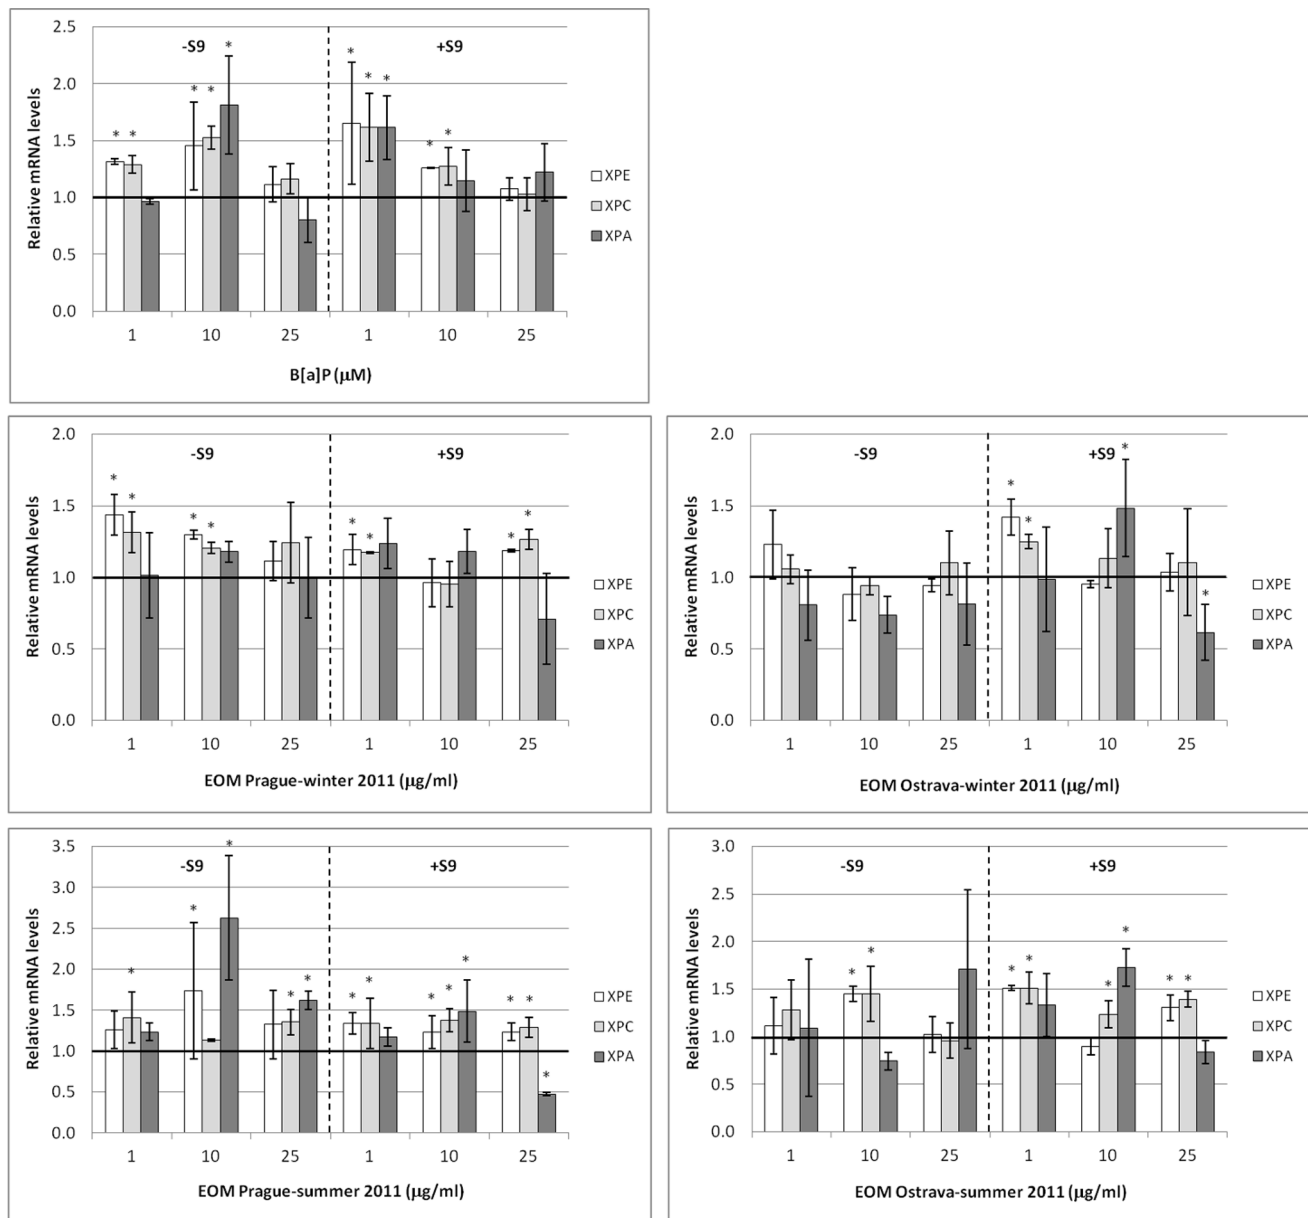 2.5
2.0
1.5
1.0
0.5
0.0
Relative mRNA levels
-S9
+S9
* * * * * * * * * *
1 10 25 1 10 25
B[a]P (µM)
XPE
XPC
XPA
2.0
1.5
1.0
0.5
0.0
Relative mRNA levels
-S9
+S9
* * * * * * * *
1 10 25 1 10 25
EOM Prague-winter 2011 (µg/ml)
XPE
XPC
XPA
2.0
1.5
1.0
0.5
0.0
Relative mRNA levels
-S9
+S9
* * * *
1 10 25 1 10 25
EOM Ostrava-winter 2011 (µg/ml)
XPE
XPC
XPA
3.5
3.0
2.5
2.0
1.5
1.0
0.5
0.0
Relative mRNA levels
-S9
+S9
* * * * * * * * * * * * *
1 10 25 1 10 25
EOM Prague-summer 2011 (µg/ml)
XPE
XPC
XPA
3.0
2.5
2.0
1.5
1.0
0.5
0.0
Relative mRNA levels
-S9
+S9
* * * * * * * *
1 10 25 1 10 25
EOM Ostrava-summer 2011 (µg/ml)
XPE
XPC
XPA